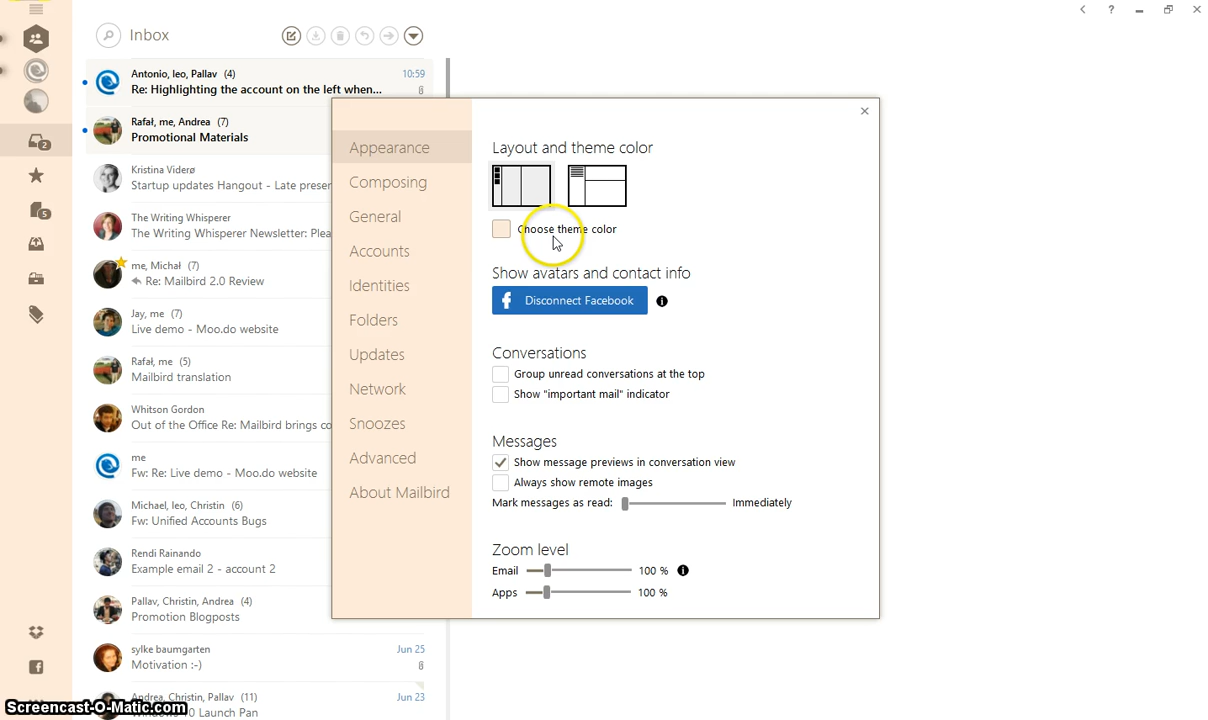 Inbox
Antonio, leo, Pallav (4) 10:59
Re: Highlighting the account on the left when...
Rafał, me, Andrea (7)
Promotional Materials
Kristina Viderø
Startup updates Hangout - Late
The Writing Whisperer
The Writing Whisperer Newsletter:
me, Michał (7)
Re: Mailbird 2.0 Review
Jay, me (7)
Live demo - Moo.do website
Rafał, me (5)
Mailbird translation
Whitson Gordon
Out of the Office Re: Mailbird brings
me
Fw: Re: Live demo - Moo.do website
Michael, leo, Christin (6)
Fw: Unified Accounts Bugs
Rendi Rainando
Example email 2 - account 2
Pallav, Christin, Andrea (4)
Promotion Blogposts
sylke baumgarten Jun 25
Motivation :-)
Andrea, Christin, Pallav (11) Jun 23
10 Launch Pan
2
5
Appearance
Composing
General
Accounts
Identities
Folders
Updates
Network
Snoozes
Advanced
About Mailbird
Layout and theme color
Choose theme color
Show avatars and contact info
Disconnect Facebook
Conversations
Group unread conversations at the top
Show "important mail" indicator
Messages
Show message previews in conversation view
Always show remote images
Mark messages as read: Immediately
Zoom level
Email 100 %
Apps 100 %
Screencast-O-Matic.com